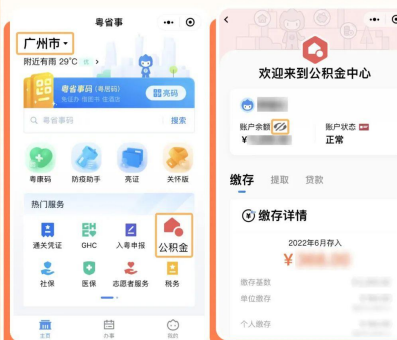 粤省事
广州市
附近有雨 29°C
粤省事码 (粤居码)
亮码
粤省事码
搜索
粤康码
防疫助手
亮证
关怀版
热门服务
通关凭证
GHC
入粤申报
公积金
社保
医保
志愿者服务
税务
主页
办事
我的
欢迎来到公积金中心
账户余额
账户状态
¥
正常
缴存
提取
贷款
缴存详情
2022年6月存入
¥
缴存基数
单位缴存
个人缴存